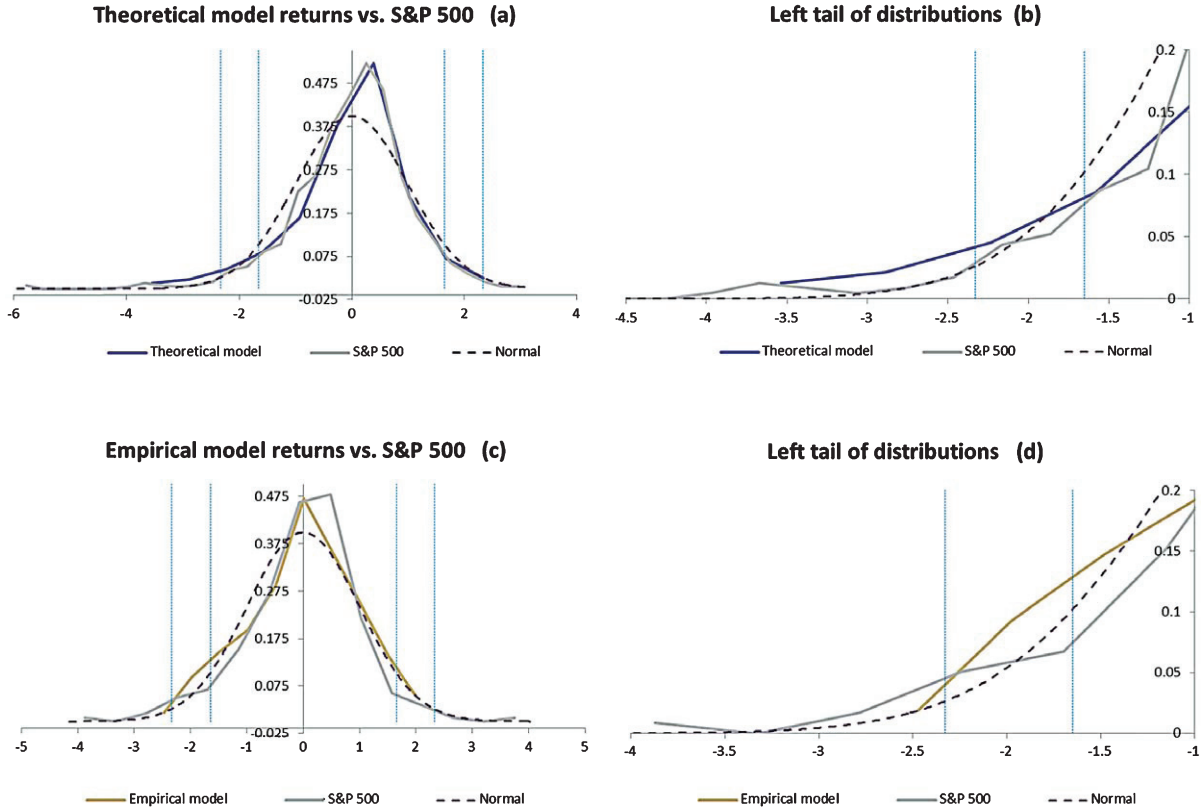 Theoretical model returns vs. S&P 500 (a)
0.475
0.375
0.275
0.175
0.075
-0.025
-6 -4 -2 0 2 4
Theoretical model S&P 500 Normal
Left tail of distributions (b)
0.2
0.15
0.1
0.05
0
-4.5 -4 -3.5 -3 -2.5 -2 -1.5 -1
Theoretical model S&P 500 Normal
Empirical model returns vs. S&P 500 (c)
0.475
0.375
0.275
0.175
0.075
-0.025
-5 -4 -3 -2 -1 0 1 2 3 4 5
Empirical model S&P 500 Normal
Left tail of distributions (d)
0.2
0.15
0.1
0.05
0
-4 -3.5 -3 -2.5 -2 -1.5 -1
Empirical model S&P 500 Normal